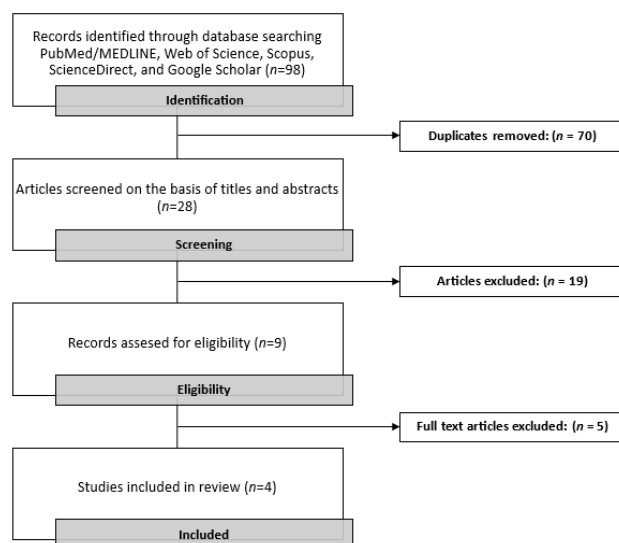 Records identified through database searching
PubMed/MEDLINE, Web of Science, Scopus,
ScienceDirect, and Google Scholar (n=98)
Identification
Duplicates removed: (n = 70)
Articles screened on the basis of titles and abstracts
(n=28)
Screening
Articles excluded: (n = 19)
Records assesed for eligibility (n=9)
Eligibility
Full text articles excluded: (n = 5)
Studies included in review (n=4)
Included